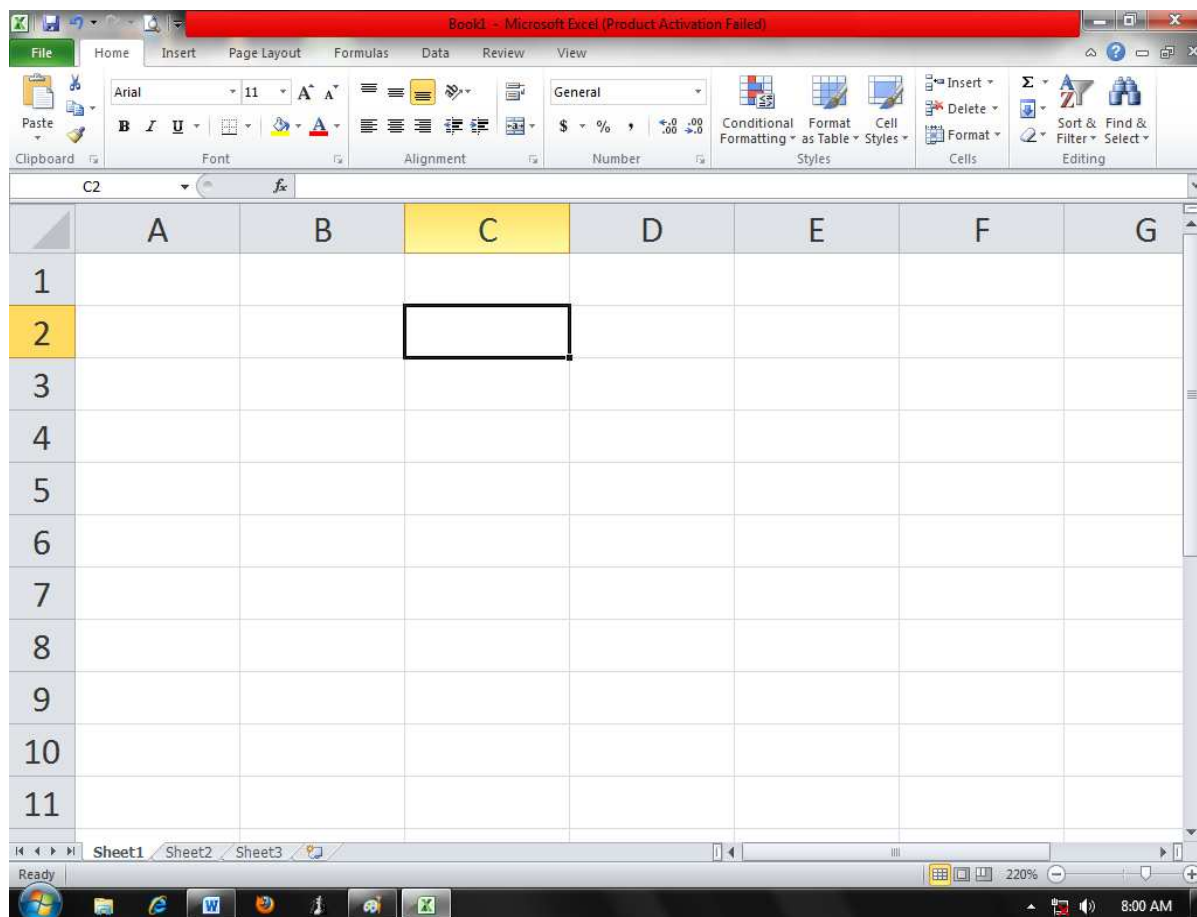 Book1 - Microsoft Excel (Product Activation Failed)
File Home Insert Page Layout Formulas Data Review View
Arial 11 General
Insert
Delete
Format
Paste
B I U $ % ,
Conditional Formatting
Format as Table
Cell Styles
Sort & Filter
Find & Select
Clipboard Font Alignment Number Styles Cells Editing
C2 fx
A B C D E F G
1
2
3
4
5
6
7
8
9
10
11
Sheet1 Sheet2 Sheet3
Ready 220%
8:00 AM